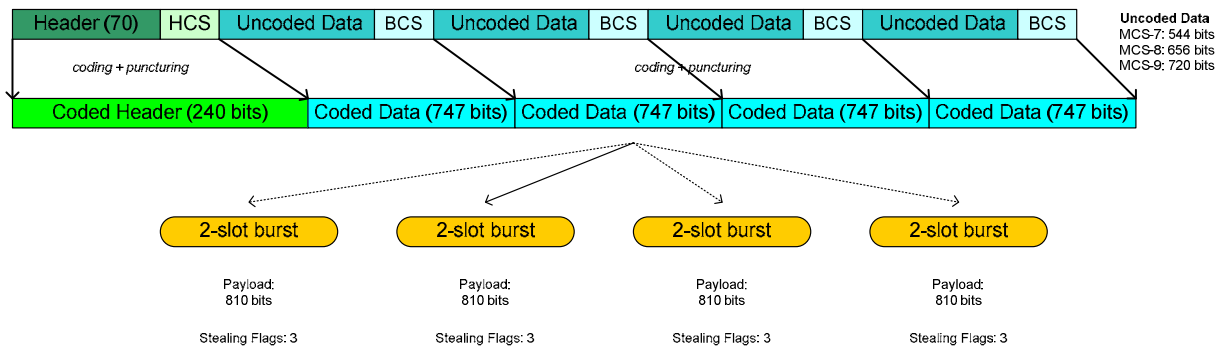 Header (70) HCS Uncoded Data BCS Uncoded Data BCS Uncoded Data BCS Uncoded Data BCS
Uncoded Data
MCS-7: 544 bits
MCS-8: 656 bits
MCS-9: 720 bits
coding + puncturing coding + puncturing
Coded Header (240 bits) Coded Data (747 bits) Coded Data (747 bits) Coded Data (747 bits) Coded Data (747 bits)
2-slot burst 2-slot burst 2-slot burst 2-slot burst
Payload: Payload: Payload: Payload:
810 bits 810 bits 810 bits 810 bits
Stealing Flags: 3 Stealing Flags: 3 Stealing Flags: 3 Stealing Flags: 3